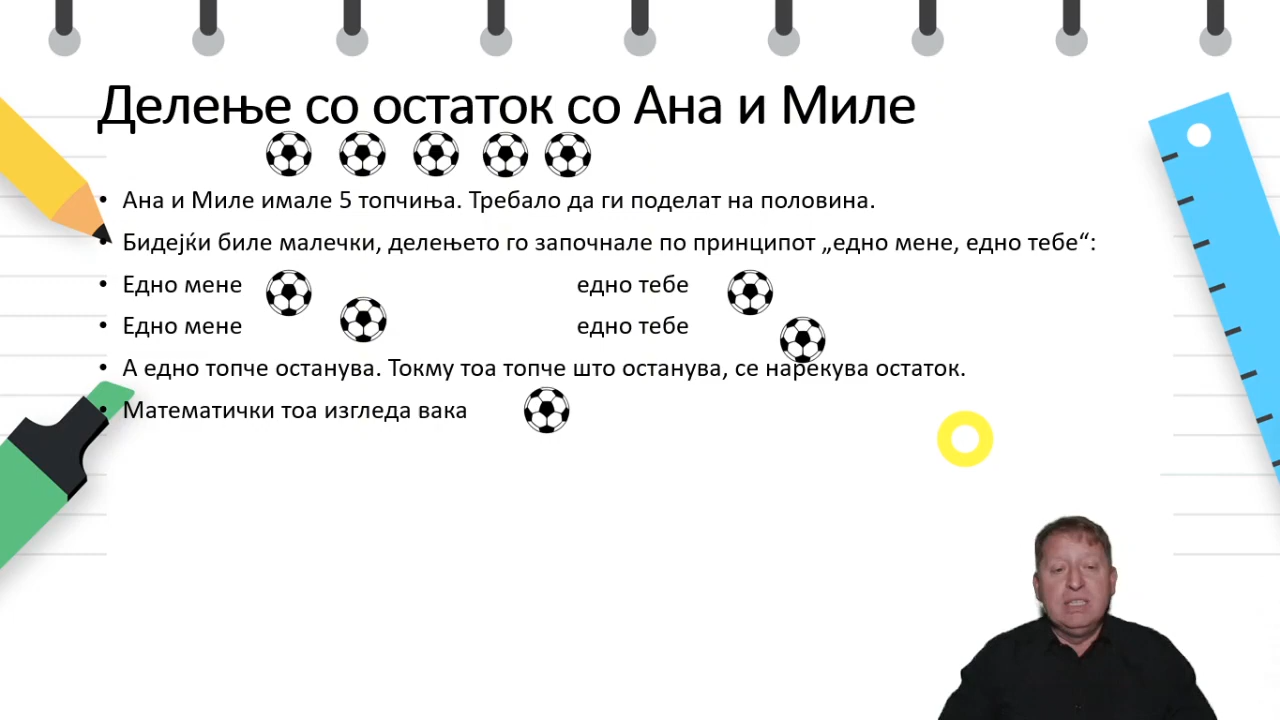 Делење со остаток со Ана и Миле
• Ана и Миле имале 5 топчиња. Требало да ги поделат на половина.
• Бидејќи биле малечки, делењето го започнале по принципот „едно мене, едно тебе“:
• Едно мене едно тебе
• Едно мене едно тебе
• А едно топче останува. Токму тоа топче што останува, се нарекува остаток.
• Математички тоа изгледа вака